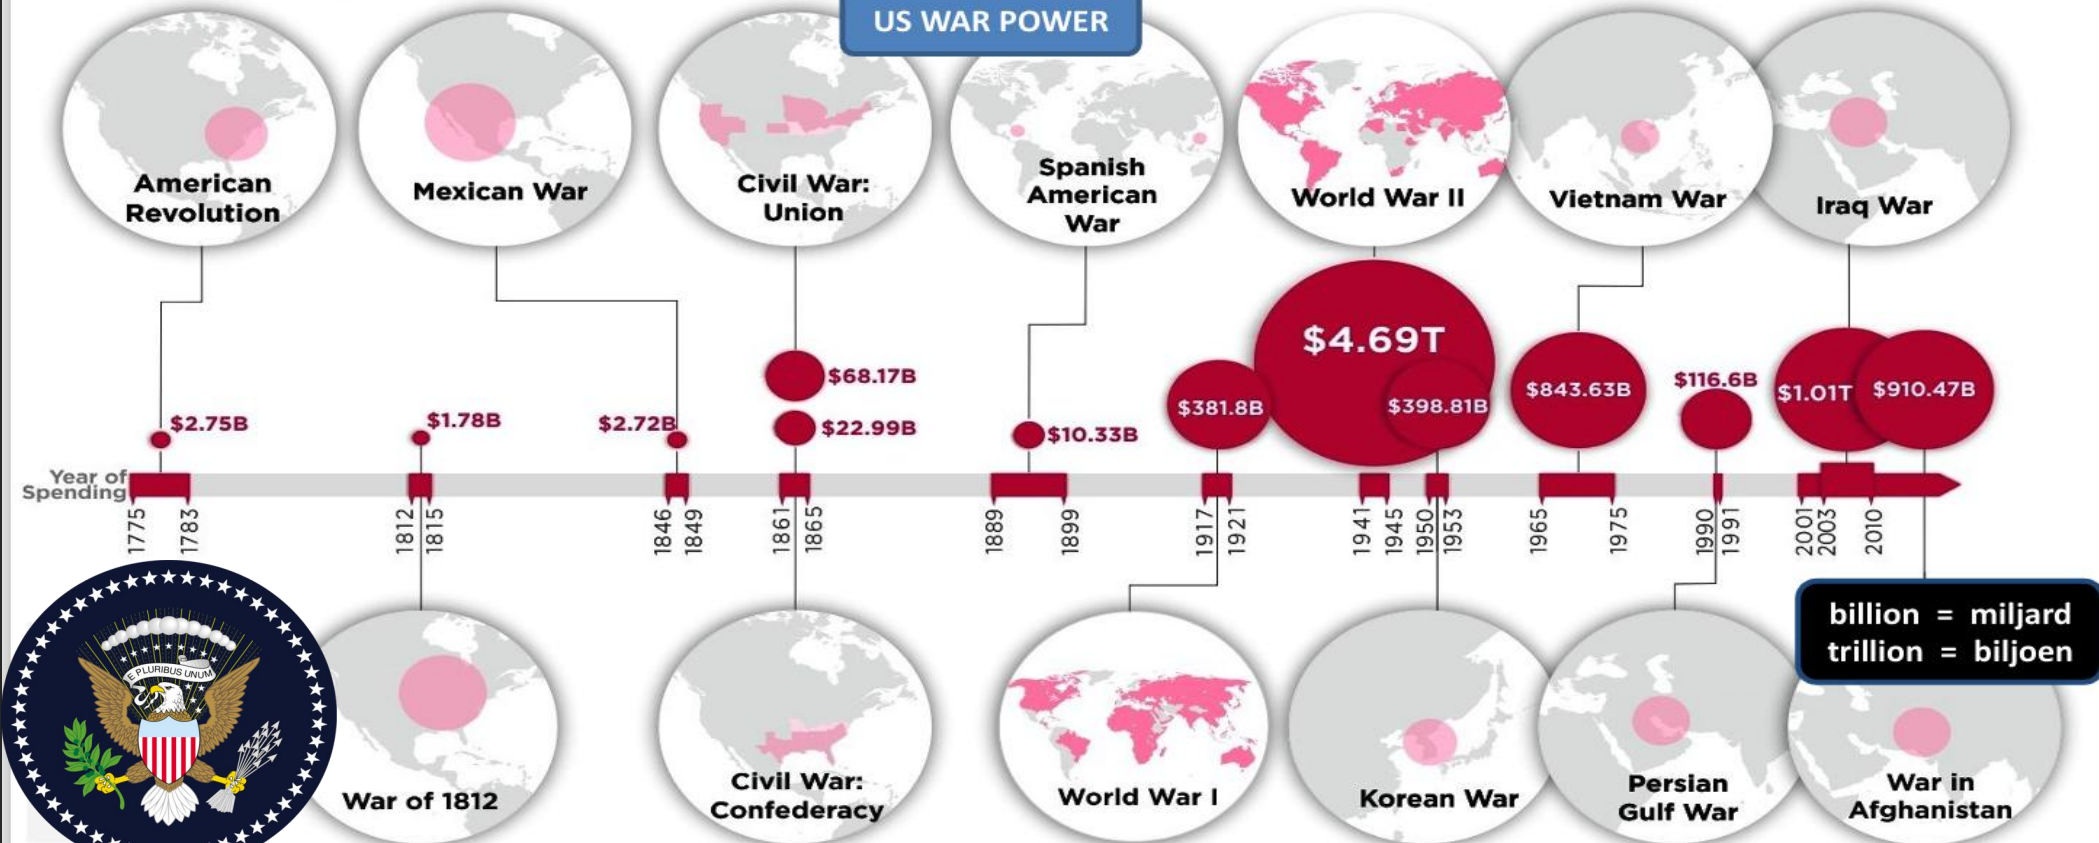 US WAR POWER
American
Revolution
Mexican War
Civil War:
Union
Spanish
American
War
World War II
Vietnam War
Iraq War
$2.75B
$1.78B
$2.72B
$68.17B
$22.99B
$10.33B
$381.8B
$4.69T
$398.81B
$843.63B
$116.6B
$1.01T
$910.47B
Year of
Spending
1775
1783
1812
1815
1846
1849
1861
1865
1889
1899
1917
1921
1941
1945
1950
1953
1965
1975
1990
1991
2001
2003
2010
billion = miljard
trillion = biljoen
E PLURIBUS UNUM
War of 1812
Civil War:
Confederacy
World War I
Korean War
Persian
Gulf War
War in
Afghanistan